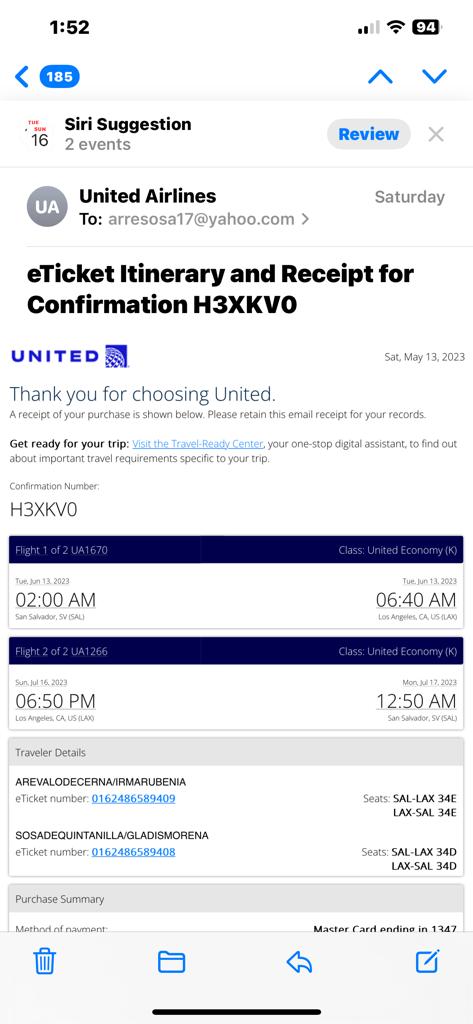 1:52
94
185
TUE
SUN
16
Siri Suggestion
2 events
Review
UA
United Airlines
Saturday
To: arresosa17@yahoo.com
eTicket Itinerary and Receipt for
Confirmation H3XKV0
UNITED
Sat, May 13, 2023
Thank you for choosing United.
A receipt of your purchase is shown below. Please retain this email receipt for your records.
Get ready for your trip: Visit the Travel-Ready Center, your one-stop digital assistant, to find out
about important travel requirements specific to your trip.
Confirmation Number:
H3XKV0
Flight 1 of 2 UA1670
Class: United Economy (K)
Tue, Jun 13, 2023
Tue, Jun 13, 2023
02:00 AM
06:40 AM
San Salvador, SV (SAL)
Los Angeles, CA, US (LAX)
Flight 2 of 2 UA1266
Class: United Economy (K)
Sun, Jul 16, 2023
Mon, Jul 17, 2023
06:50 PM
12:50 AM
Los Angeles, CA, US (LAX)
San Salvador, SV (SAL)
Traveler Details
AREVALODECERNA/IRMARUBENIA
eTicket number: 0162486589409
Seats: SAL-LAX 34E
LAX-SAL 34E
SOSADEQUINTANILLA/GLADISMORENA
eTicket number: 0162486589408
Seats: SAL-LAX 34D
LAX-SAL 34D
Purchase Summary
Method of payment:
Master Card ending in 1347